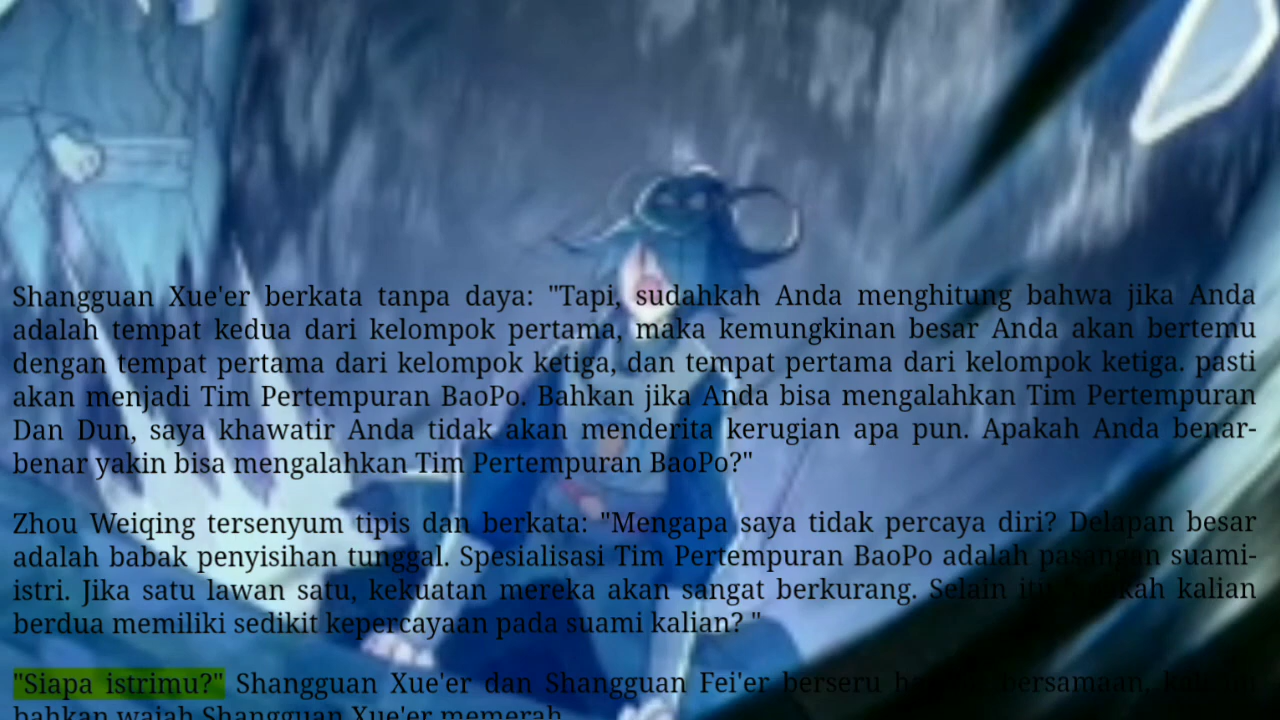 Shangguan Xue'er berkata tanpa daya: "Tapi, sudahkah Anda menghitung bahwa jika Anda
adalah tempat kedua dari kelompok pertama, maka kemungkinan besar Anda akan bertemu
dengan tempat pertama dari kelompok ketiga, dan tempat pertama dari kelompok ketiga. pasti
akan menjadi Tim Pertempuran BaoPo. Bahkan jika Anda bisa mengalahkan Tim Pertempuran
Dan Dun, saya khawatir Anda tidak akan menderita kerugian apa pun. Apakah Anda benar-
benar yakin bisa mengalahkan Tim Pertempuran BaoPo?"
Zhou Weiqing tersenyum tipis dan berkata: "Mengapa saya tidak percaya diri? Delapan besar
adalah babak penyisihan tunggal. Spesialisasi Tim Pertempuran BaoPo adalah pasangan suami-
istri. Jika satu lawan satu, kekuatan mereka akan sangat berkurang. Selain kalian
berdua memiliki sedikit kepercayaan pada suami kalian? "
"Siapa istrimu?" Shangguan Xue'er dan Shangguan Fei'er berseru bersamaan,
bahkan wajah Shangguan Xue'er memerah